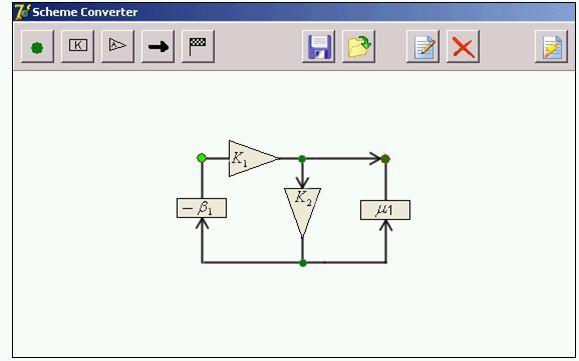 Scheme Converter
K
A
K₁
K₂
− β₁
μ1